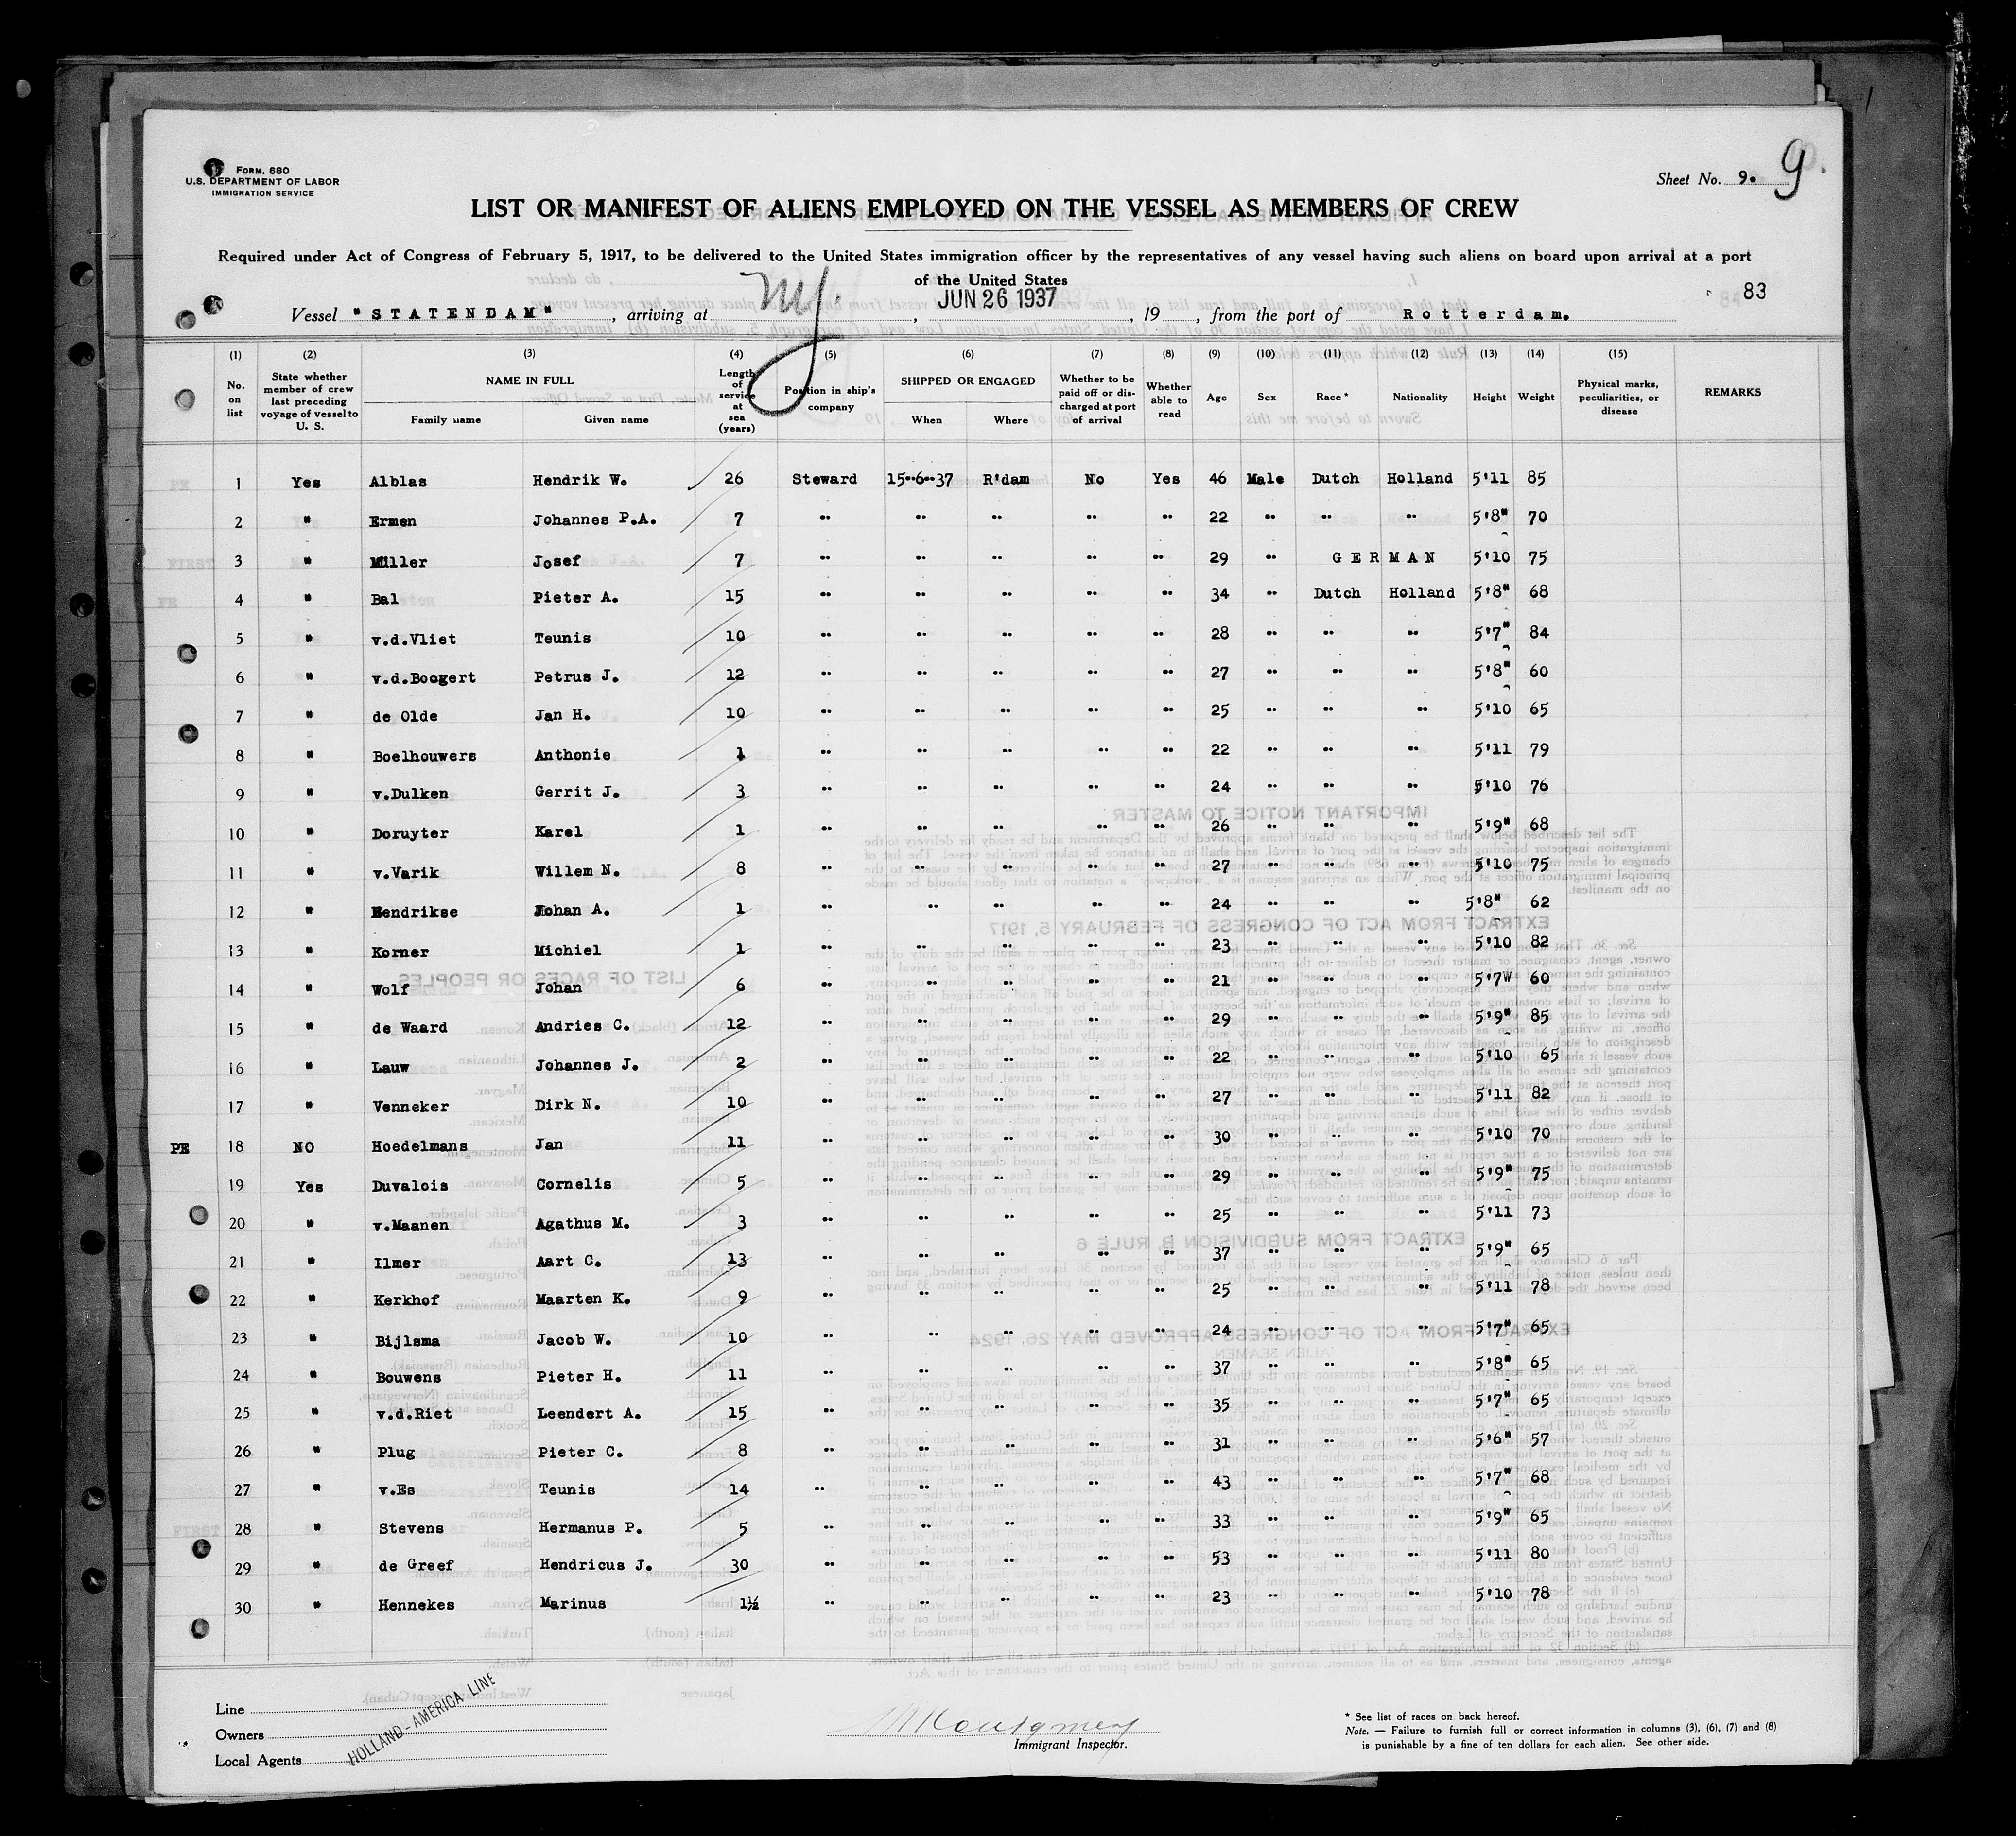 Form. 680
U.S. DEPARTMENT OF LABOR
IMMIGRATION SERVICE
Sheet No. 9. 9
LIST OR MANIFEST OF ALIENS EMPLOYED ON THE VESSEL AS MEMBERS OF CREW
Required under Act of Congress of February 5, 1917, to be delivered to the United States immigration officer by the representatives of any vessel having such aliens on board upon arrival at a port
of the United States
83
Vessel "STATENDAM", arriving at NY., JUN 26 1937, 19 , from the port of Rotterdam.
(1) (2) (3) (4) (5) (6) (7) (8) (9) (10) (11) (12) (13) (14) (15)
No. on list State whether member of crew last preceding voyage of vessel to U. S. NAME IN FULL Family name Given name Length of service at sea (years) Position in ship's company SHIPPED OR ENGAGED When Where Whether to be paid off or discharged at port of arrival Whether able to read Age Sex Race * Nationality Height Weight Physical marks, peculiarities, or disease REMARKS
1 Yes Alblas Hendrik W. 26 Steward 15-6-37 R'dam No Yes 46 Male Dutch Holland 5'11 85
2 " Ermen Johannes P.A. 7 " " " " " 22 " " " 5'8" 70
3 " Miller Josef 7 " " " " " 29 " GERMAN 5'10 75
4 " Bal Pieter A. 15 " " " " " 34 " Dutch Holland 5'8" 68
5 " v.d.Vliet Teunis 10 " " " " " 28 " " " 5'7" 84
6 " v.d.Boogert Petrus J. 12 " " " " " 27 " " " 5'8" 60
7 " de Olde Jan H. 10 " " " " " 25 " " " 5'10 65
8 " Boelhouwers Anthonie 1 " " " " " 22 " " " 5'11 79
9 " v.Dulken Gerrit J. 3 " " " " " 24 " " " 5'10 76
10 " Doruyter Karel 1 " " " " " 26 " " " 5'9" 68
11 " v.Varik Willem N. 8 " " " " " 27 " " " 5'10 75
12 " Hendrikse Johan A. 1 " " " " " 24 " " " 5'8" 62
13 " Korner Michiel 1 " " " " " 23 " " " 5'10 82
14 " Wolf Johan 6 " " " " " 21 " " " 5'7W 60
15 " de Waard Andries C. 12 " " " " " 29 " " " 5'9" 85
16 " Lauw Johannes J. 2 " " " " " 22 " " " 5'10 65
17 " Venneker Dirk N. 10 " " " " " 27 " " " 5'11 82
PE 18 NO Hoedelmans Jan 11 " " " " " 30 " " " 5'10 70
19 Yes Duvalois Cornelis 5 " " " " " 29 " " " 5'9" 75
20 " v.Maanen Agathus M. 3 " " " " " 25 " " " 5'11 73
21 " Ilmer Aart C. 13 " " " " " 37 " " " 5'9" 65
22 " Kerkhof Maarten K. 9 " " " " " 25 " " " 5'11 78
23 " Bijlsma Jacob W. 10 " " " " " 24 " " " 5'7" 65
24 " Bouwens Pieter H. 11 " " " " " 37 " " " 5'8" 65
25 " v.d.Riet Leendert A. 15 " " " " " 35 " " " 5'7" 65
26 " Plug Pieter C. 8 " " " " " 31 " " " 5'6" 57
27 " v.Es Teunis 14 " " " " " 43 " " " 5'7" 68
28 " Stevens Hermanus P. 5 " " " " " 33 " " " 5'9" 65
29 " de Greef Hendricus J. 30 " " " " " 53 " " " 5'11 80
30 " Hennekes Marinus 1½ " " " " " 23 " " " 5'10 78
Line
Owners
Local Agents
HOLLAND-AMERICA LINE
Montgomery
Immigrant Inspector.
* See list of races on back hereof.
Note. — Failure to furnish full or correct information in columns (3), (6), (7) and (8)
is punishable by a fine of ten dollars for each alien. See other side.